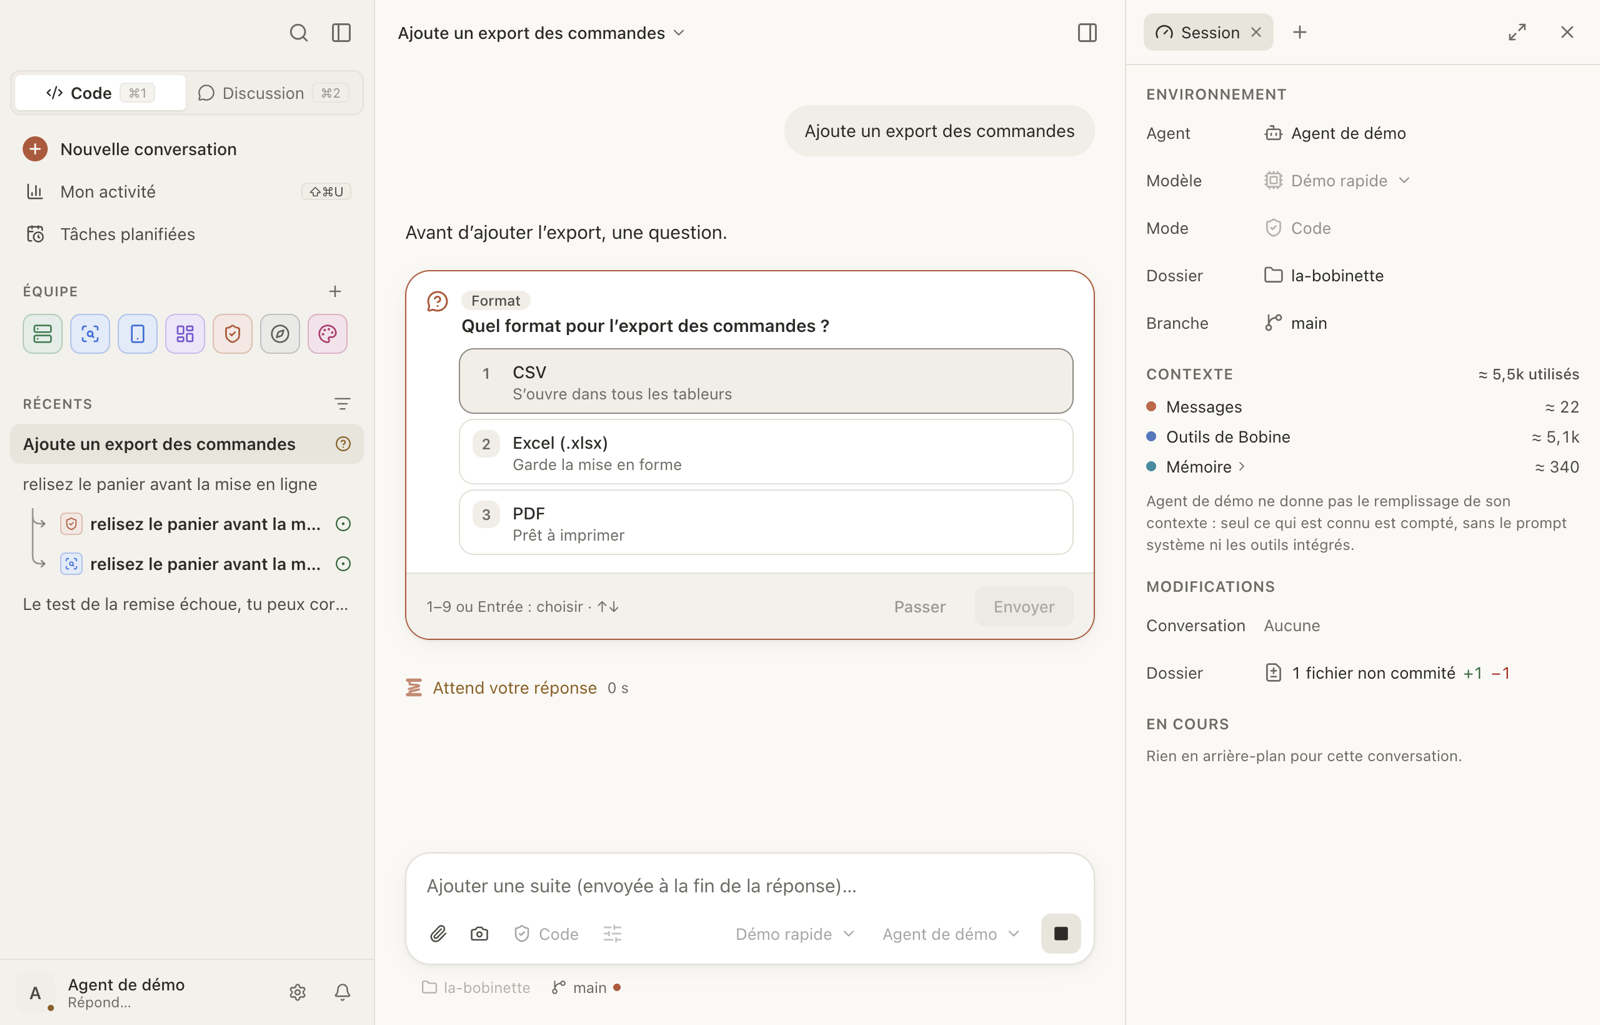 Code ⌘1
Discussion ⌘2
Nouvelle conversation
Mon activité ⇧⌘U
Tâches planifiées
ÉQUIPE
RÉCENTS
Ajoute un export des commandes
relisez le panier avant la mise en ligne
relisez le panier avant la m...
relisez le panier avant la m...
Le test de la remise échoue, tu peux cor...
A
Agent de démo
Répond...
Ajoute un export des commandes
Ajoute un export des commandes
Avant d’ajouter l’export, une question.
Format
Quel format pour l’export des commandes ?
1 CSV
S’ouvre dans tous les tableurs
2 Excel (.xlsx)
Garde la mise en forme
3 PDF
Prêt à imprimer
1–9 ou Entrée : choisir · ↑↓
Passer
Envoyer
Attend votre réponse 0 s
Ajouter une suite (envoyée à la fin de la réponse)...
Code
Démo rapide
Agent de démo
la-bobinette
main
Session
ENVIRONNEMENT
Agent Agent de démo
Modèle Démo rapide
Mode Code
Dossier la-bobinette
Branche main
CONTEXTE ≈ 5,5k utilisés
Messages ≈ 22
Outils de Bobine ≈ 5,1k
Mémoire ≈ 340
Agent de démo ne donne pas le remplissage de son
contexte : seul ce qui est connu est compté, sans le prompt
système ni les outils intégrés.
MODIFICATIONS
Conversation Aucune
Dossier 1 fichier non commité +1 −1
EN COURS
Rien en arrière-plan pour cette conversation.